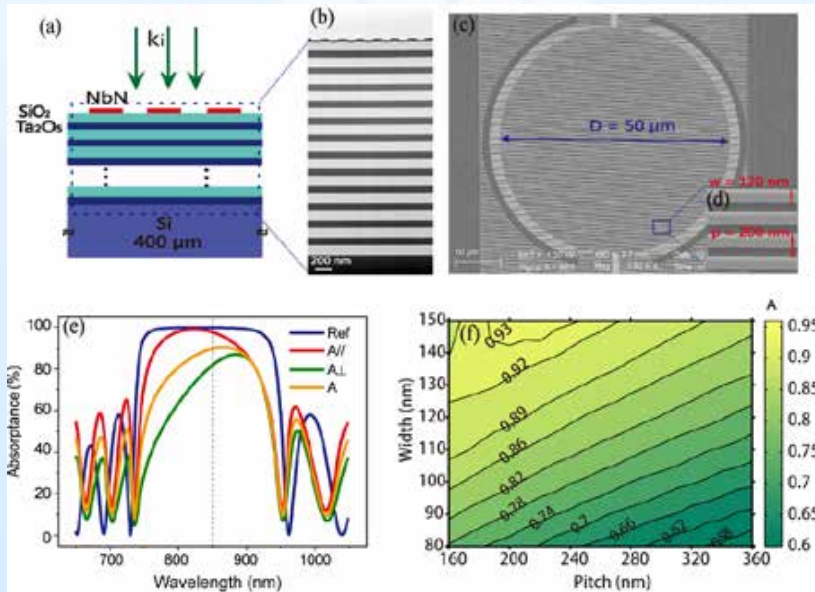 (a)
ki
NbN
SiO₂
Ta₂O₅
Si
400 μm
(b)
200 nm
(c)
D = 50 μm
(d)
w = 120 nm
p = 200 nm
(e)
Absorptance (%)
100
80
60
40
20
0
700
800
900
1000
Wavelength (nm)
Ref
A//
A⊥
A
(f)
Width (nm)
150
140
130
120
110
100
90
80
160
200
240
280
320
360
Pitch (nm)
0.93
0.92
0.89
0.86
0.82
0.78
0.74
0.7
0.66
0.62
A
0.95
0.9
0.85
0.8
0.75
0.7
0.65
0.6